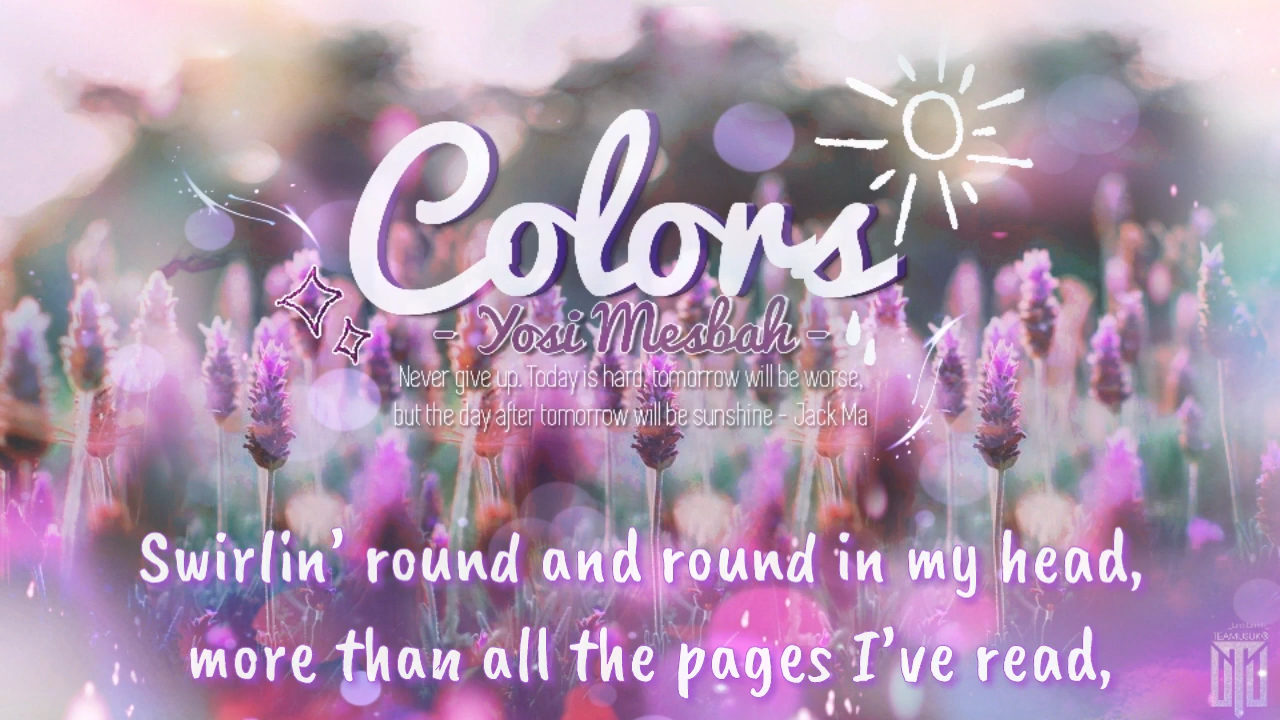 Colors
- Yosi Mesbah -
Never give up. Today is hard, tomorrow will be worse,
but the day after tomorrow will be sunshine - Jack Ma
Swirlin’ round and round in my head,
more than all the pages I’ve read,
TEAMUSUK